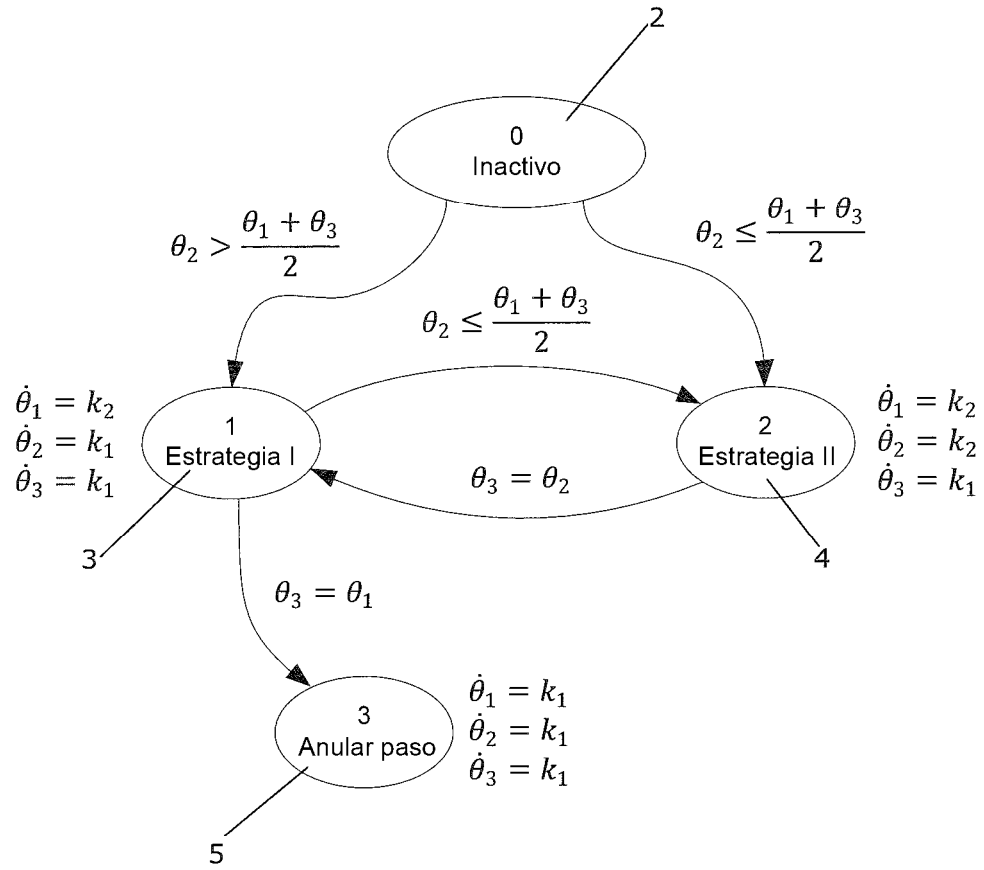 2
0
Inactivo
θ₂ > (θ₁ + θ₃)/2
θ₂ ≤ (θ₁ + θ₃)/2
θ₂ ≤ (θ₁ + θ₃)/2
θ̇₁ = k₂
θ̇₂ = k₁
θ̇₃ = k₁
1
Estrategia I
2
Estrategia II
θ̇₁ = k₂
θ̇₂ = k₂
θ̇₃ = k₁
θ₃ = θ₂
3
4
θ₃ = θ₁
3
Anular paso
θ̇₁ = k₁
θ̇₂ = k₁
θ̇₃ = k₁
5